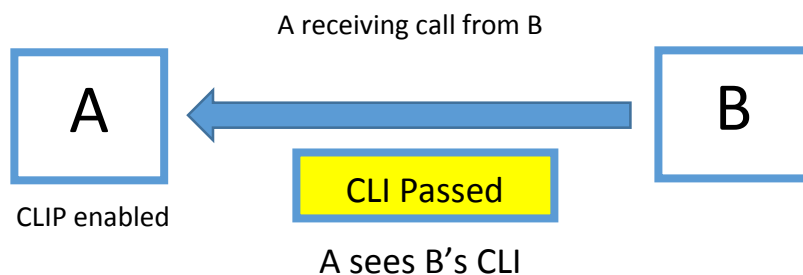 A receiving call from B
A
B
CLI Passed
CLIP enabled
A sees B's CLI